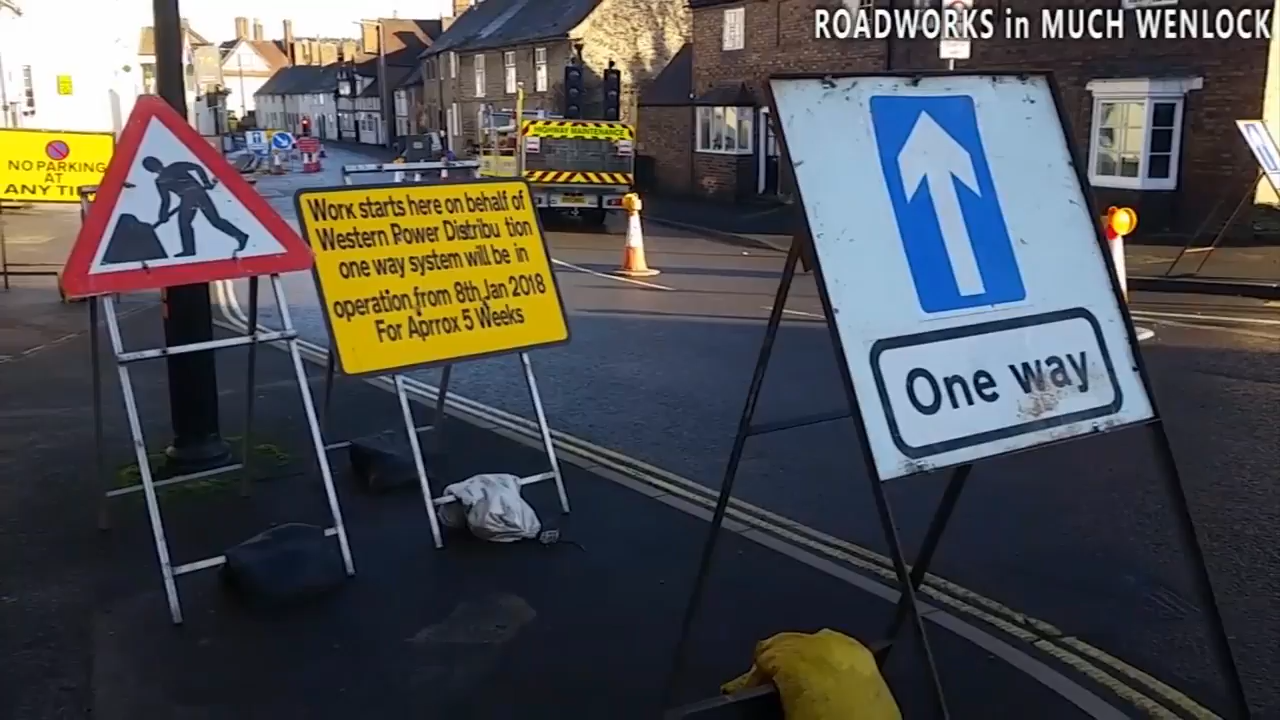 ROADWORKS in MUCH WENLOCK
NO PARKING
AT
ANY TI
Work starts here on behalf of
Western Power Distribu tion
one way system will be in
operation from 8th Jan 2018
For Aprrox 5 Weeks
HIGHWAY MAINTENANCE
One way